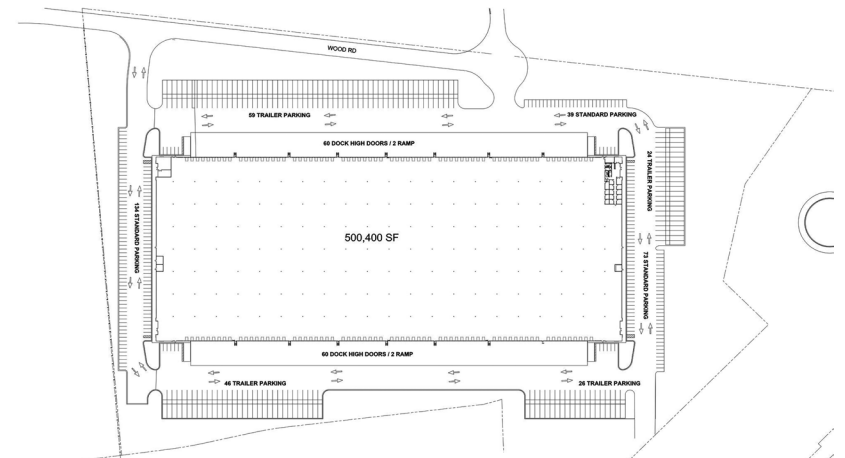 WOOD RD
59 TRAILER PARKING
39 STANDARD PARKING
60 DOCK HIGH DOORS / 2 RAMP
24 TRAILER PARKING
134 STANDARD PARKING
500,400 SF
73 STANDARD PARKING
60 DOCK HIGH DOORS / 2 RAMP
46 TRAILER PARKING
26 TRAILER PARKING